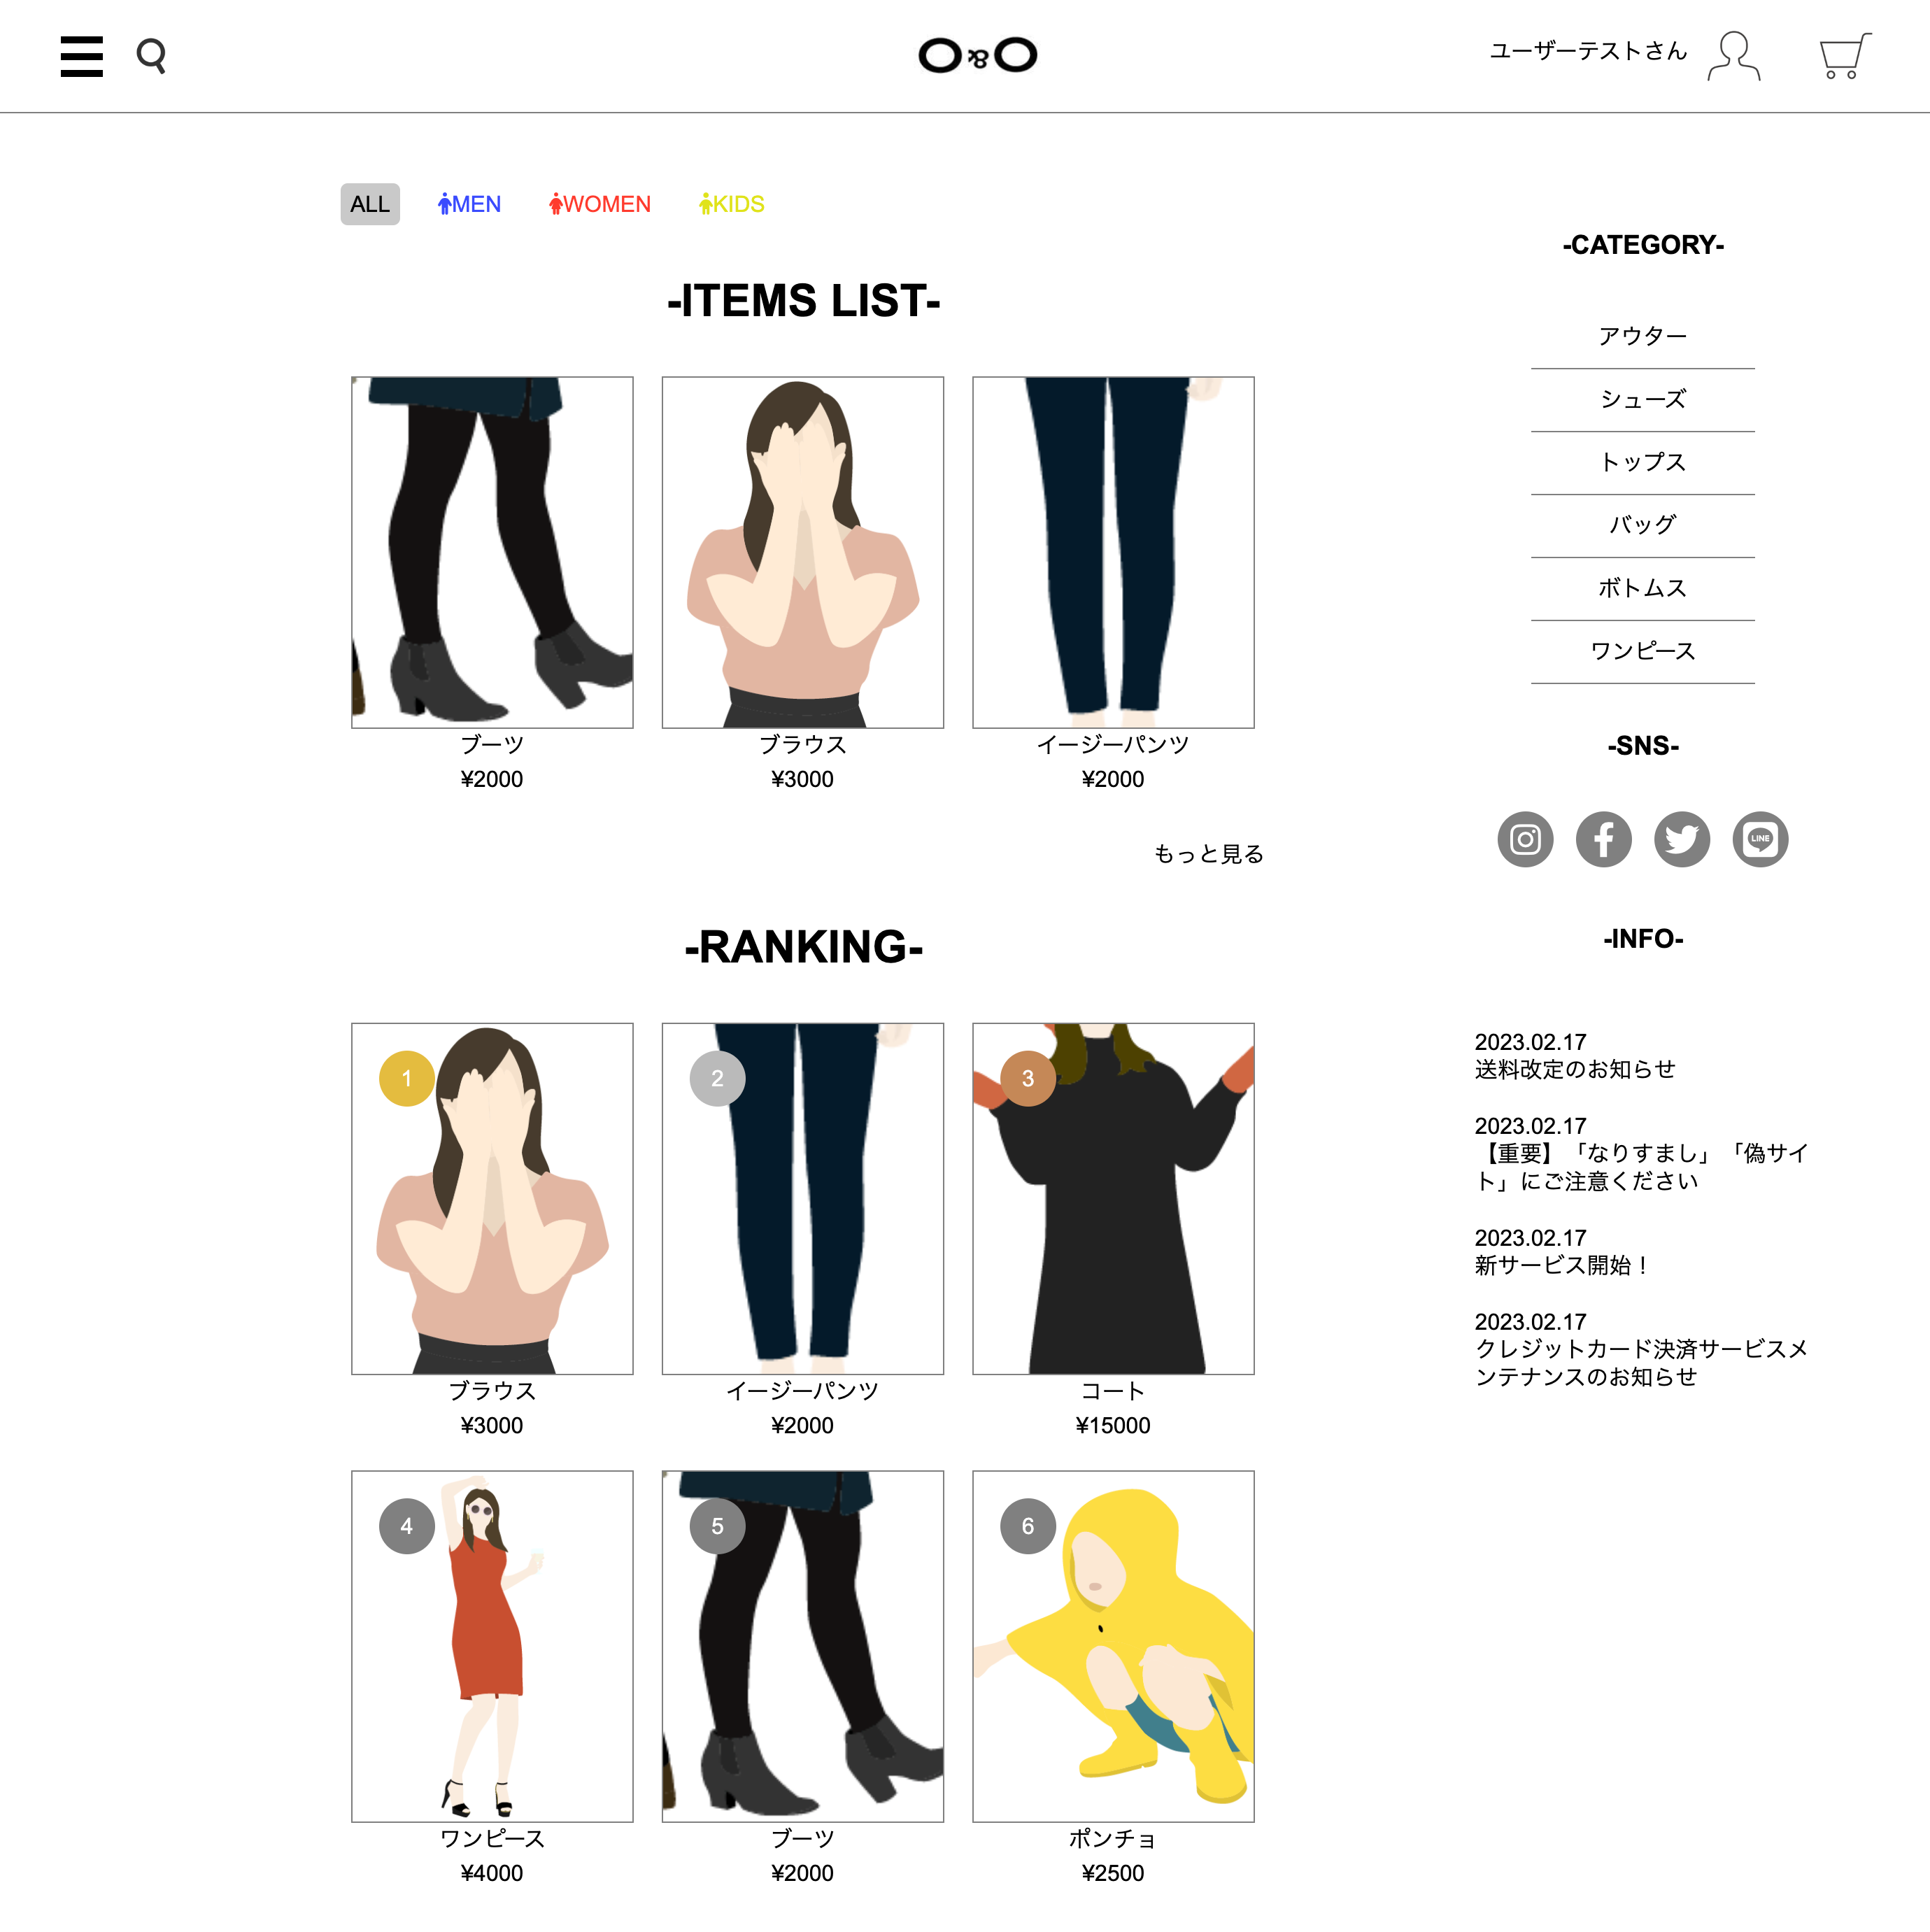 O&O
ユーザーテストさん
ALL
MEN
WOMEN
KIDS
-ITEMS LIST-
ブーツ
¥2000
ブラウス
¥3000
イージーパンツ
¥2000
もっと見る
-RANKING-
1
ブラウス
¥3000
2
イージーパンツ
¥2000
3
コート
¥15000
4
ワンピース
¥4000
5
ブーツ
¥2000
6
ポンチョ
¥2500
-CATEGORY-
アウター
シューズ
トップス
バッグ
ボトムス
ワンピース
-SNS-
LINE
-INFO-
2023.02.17
送料改定のお知らせ
2023.02.17
【重要】「なりすまし」「偽サイ
ト」にご注意ください
2023.02.17
新サービス開始！
2023.02.17
クレジットカード決済サービスメ
ンテナンスのお知らせ